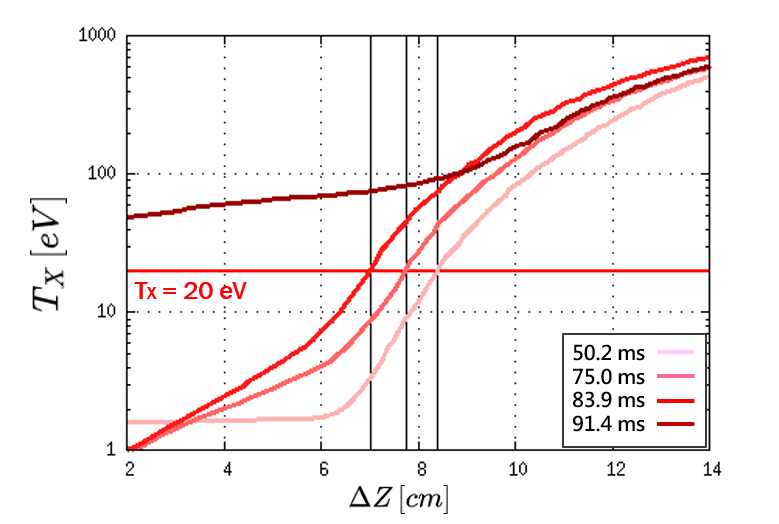 1000
100
10
1
T_X [eV]
Tx = 20 eV
50.2 ms
75.0 ms
83.9 ms
91.4 ms
2 4 6 8 10 12 14
ΔZ [cm]